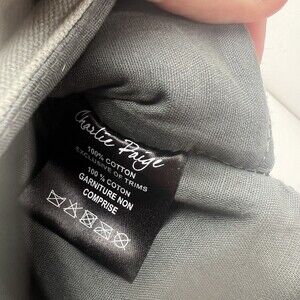 Charlie Paige
100% COTTON
EXCLUSIVE OF TRIMS
100 % COTON
GARNITURE NON
COMPRISE